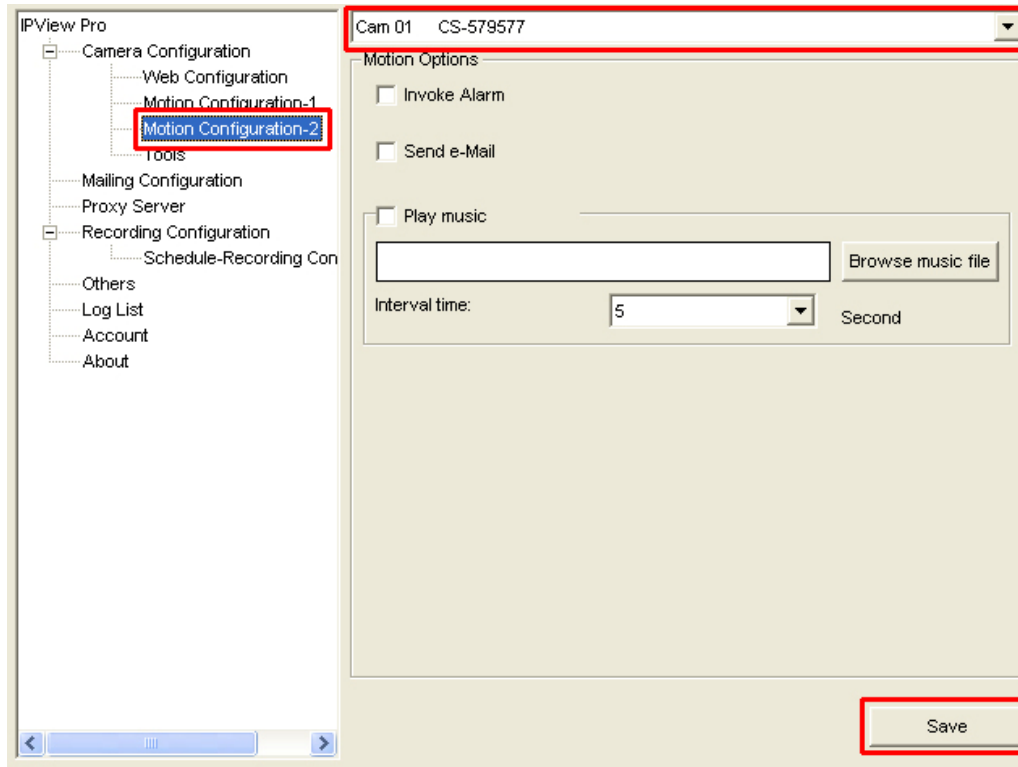 IPView Pro
Camera Configuration
Web Configuration
Motion Configuration-1
Motion Configuration-2
Tools
Mailing Configuration
Proxy Server
Recording Configuration
Schedule-Recording Con
Others
Log List
Account
About
Cam 01 CS-579577
Motion Options
Invoke Alarm
Send e-Mail
Play music
Browse music file
Interval time: 5 Second
Save